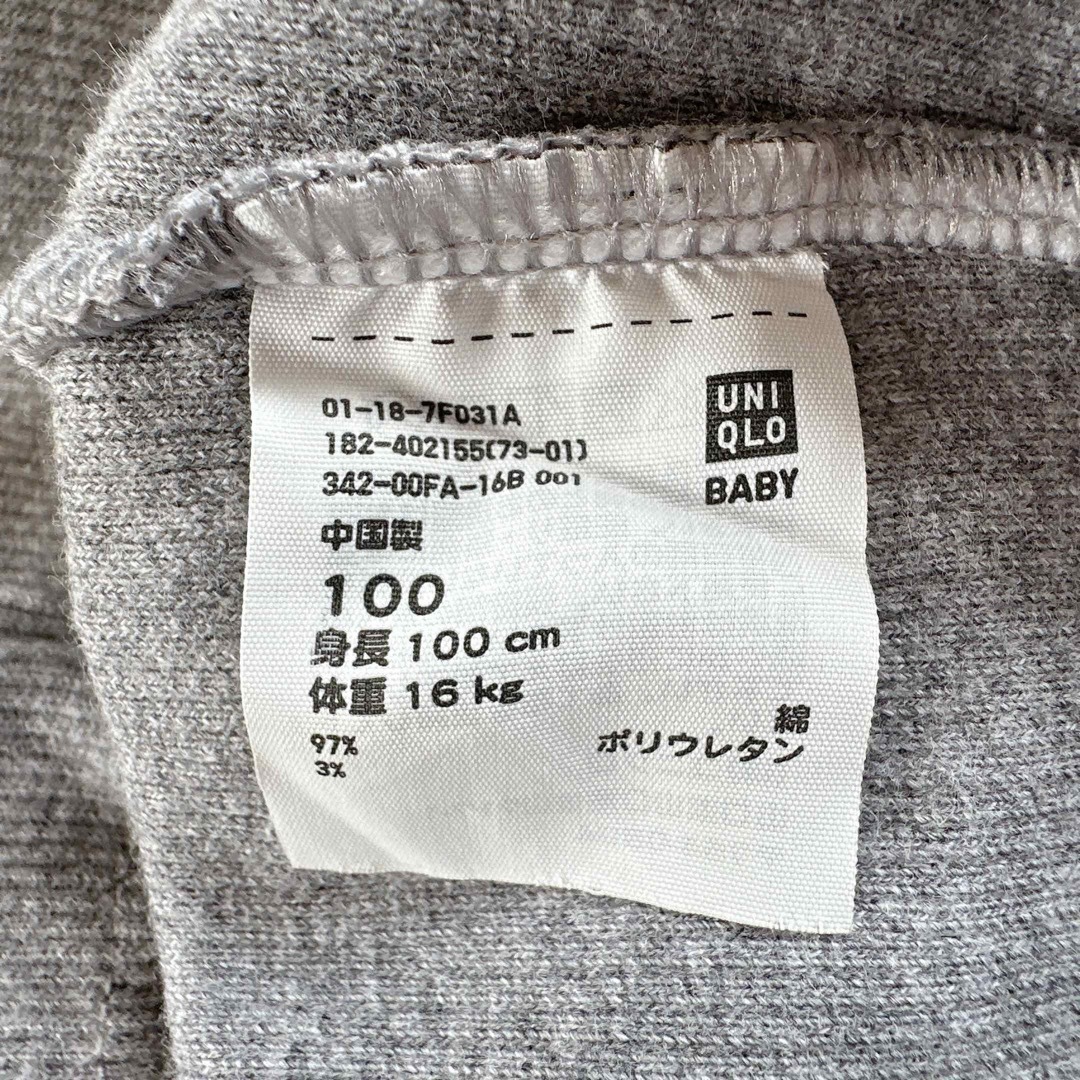 01-18-7F031A
182-402155(73-01)
342-00FA-16B 001
UNI
QLO
BABY
中国製
100
身長 100 cm
体重 16 kg
97% 綿
3% ポリウレタン